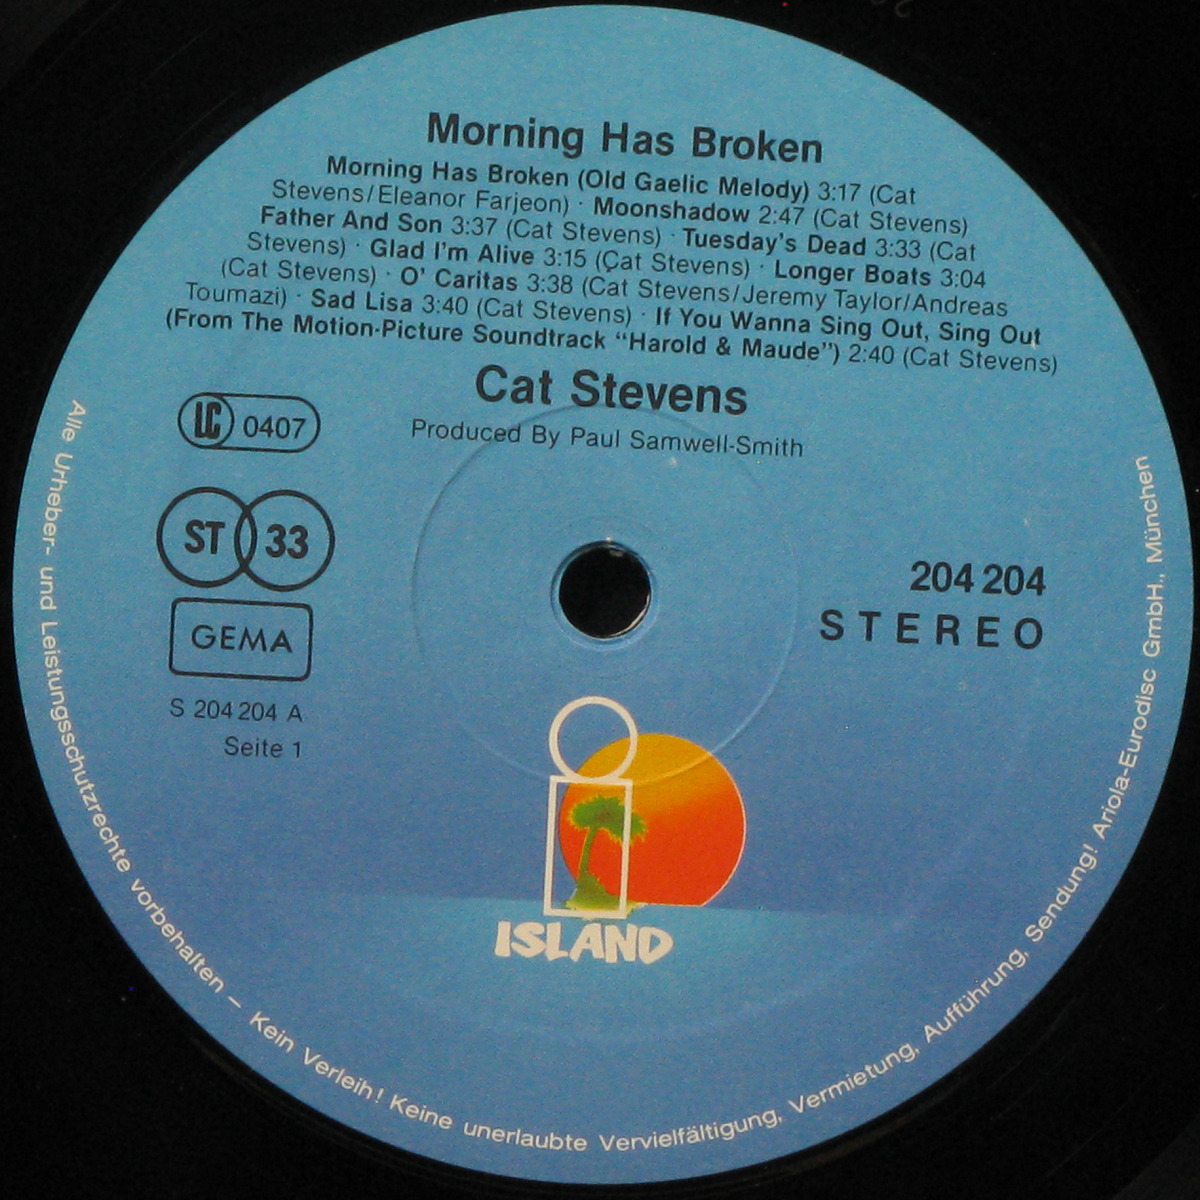 Morning Has Broken
Morning Has Broken (Old Gaelic Melody) 3:17 (Cat
Stevens/Eleanor Farjeon) · Moonshadow 2:47 (Cat Stevens)
Father And Son 3:37 (Cat Stevens) · Tuesday's Dead 3:33 (Cat
Stevens) · Glad I'm Alive 3:15 (Cat Stevens) · Longer Boats 3:04
(Cat Stevens) · O' Caritas 3:38 (Cat Stevens/Jeremy Taylor/Andreas
Toumazi) · Sad Lisa 3:40 (Cat Stevens) · If You Wanna Sing Out, Sing Out
(From The Motion-Picture Soundtrack “Harold & Maude”) 2:40 (Cat Stevens)
Cat Stevens
Produced By Paul Samwell-Smith
LC 0407
ST 33
GEMA
S 204 204 A
Seite 1
204 204
STEREO
ISLAND
Alle Urheber- und Leistungsschutzrechte vorbehalten – Kein Verleih! Keine unerlaubte Vervielfältigung, Vermietung, Aufführung, Sendung! Ariola-Eurodisc GmbH., München